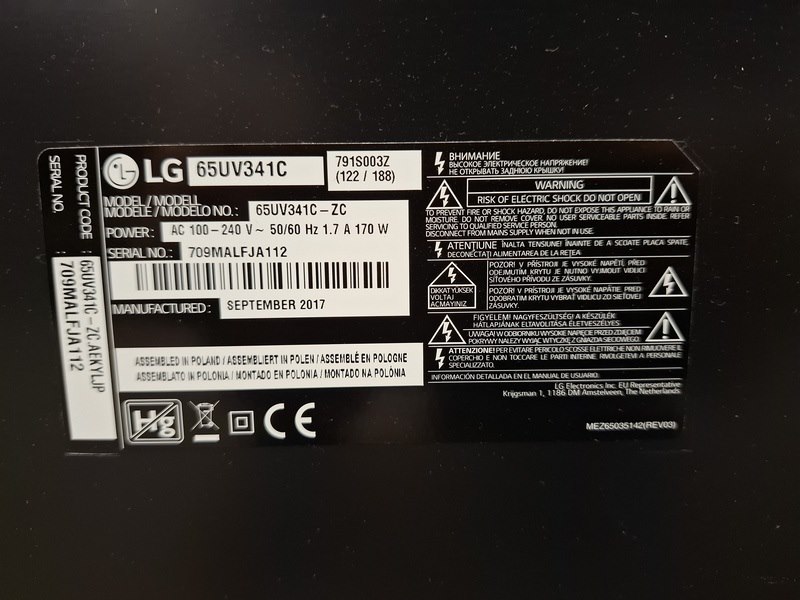 LG 65UV341C
791S003Z
(122 / 188)
MODEL / MODELL
MODÈLE / MODELO NO.: 65UV341C-ZC
POWER: AC 100-240 V~ 50/60 Hz 1.7 A 170 W
SERIAL NO.: 709MALFJA112
MANUFACTURED: SEPTEMBER 2017
ASSEMBLED IN POLAND / ASSEMBLIERT IN POLEN / ASSEMBLÉ EN POLOGNE
ASSEMBLATO IN POLONIA / MONTADO EN POLONIA / MONTADO NA POLÔNIA
Hg
CE
PRODUCT CODE : 65UV341C-ZC.AEKYLJP
SERIAL NO. : 709MALFJA112
ВНИМАНИЕ
ВЫСОКОЕ ЭЛЕКТРИЧЕСКОЕ НАПРЯЖЕНИЕ!
НЕ ОТКРЫВАТЬ ЗАДНЮЮ КРЫШКУ!
WARNING
RISK OF ELECTRIC SHOCK DO NOT OPEN
TO PREVENT FIRE OR SHOCK HAZARD, DO NOT EXPOSE THIS APPLIANCE TO RAIN OR
MOISTURE. DO NOT REMOVE COVER. NO USER SERVICEABLE PARTS INSIDE. REFER
SERVICING TO QUALIFIED SERVICE PERSON.
DISCONNECT FROM MAINS SUPPLY WHEN NOT IN USE.
ATENŢIUNE ÎNALTA TENSIUNE! ÎNAINTE DE A SCOATE PLACA SPATE,
DECONECTAŢI ALIMENTAREA DE LA REŢEA
DİKKAT YÜKSEK
VOLTAJ
AÇMAYINIZ
POZOR! V PŘÍSTROJI JE VYSOKÉ NAPĚTÍ, PŘED
ODEJMUTÍM KRYTU JE NUTNO VYJMOUT VIDLICI
SÍŤOVÉHO PŘÍVODU ZE ZÁSUVKY.
POZOR! V PRÍSTROJI JE VYSOKÉ NAPÄTIE. PRED
ODOBRATÍM KRYTU VYBRAŤ VIDLICU ZO SIEŤOVEJ
ZÁSUVKY.
FIGYELEM! NAGYFESZÜLTSÉG! A KÉSZÜLÉK
HÁTLAPJÁNAK ELTÁVOLÍTÁSA ÉLETVESZÉLYES.
UWAGA! W ODBIORNIKU WYSOKIE NAPIĘCIE PRZED ZDJĘCIEM
POKRYWY NALEŻY WYJĄĆ WTYCZKĘ Z GNIAZDA SIECIOWEGO.
ATTENZIONE! PER EVITARE PERICOLO SCOSSE ELETTRICHE NON RIMUOVERE IL
COPERCHIO E NON TOCCARE LE PARTI INTERNE. RIVOLGETEVI A PERSONALE
SPECIALIZZATO.
INFORMACIÓN DETALLADA EN EL MANUAL DE USUARIO.
LG Electronics Inc. EU Representative
Krijgsman 1, 1186 DM Amstelveen, The Netherlands
MEZ65035142(REV03)